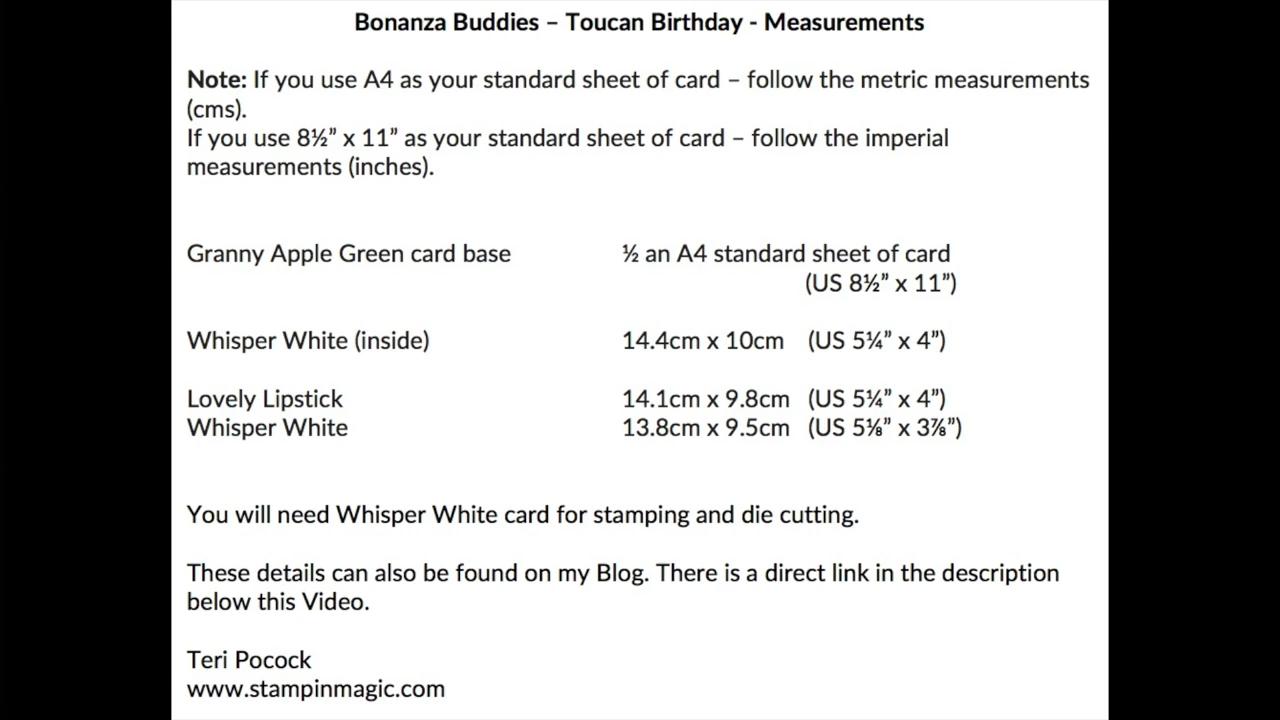 Bonanza Buddies – Toucan Birthday - Measurements
Note: If you use A4 as your standard sheet of card – follow the metric measurements
(cms).
If you use 8½” x 11” as your standard sheet of card – follow the imperial
measurements (inches).
Granny Apple Green card base ½ an A4 standard sheet of card
(US 8½” x 11”)
Whisper White (inside) 14.4cm x 10cm (US 5¼” x 4”)
Lovely Lipstick 14.1cm x 9.8cm (US 5¼” x 4”)
Whisper White 13.8cm x 9.5cm (US 5⅛” x 3⅞”)
You will need Whisper White card for stamping and die cutting.
These details can also be found on my Blog. There is a direct link in the description
below this Video.
Teri Pocock
www.stampinmagic.com